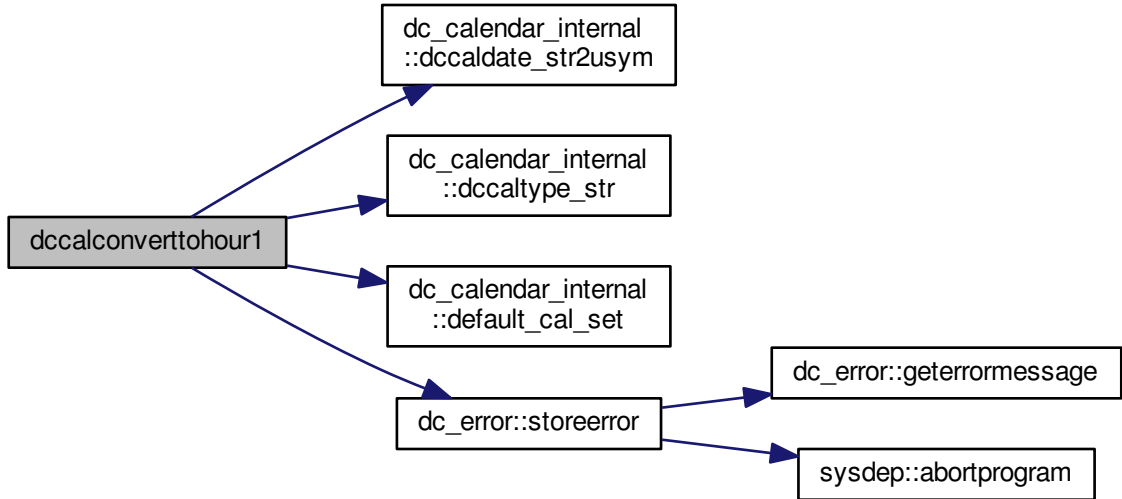 dc_calendar_internal
::dccaldate_str2usym
dc_calendar_internal
::dccaltype_str
dccalconverttohour1
dc_calendar_internal
::default_cal_set
dc_error::geterrormessage
dc_error::storeerror
sysdep::abortprogram